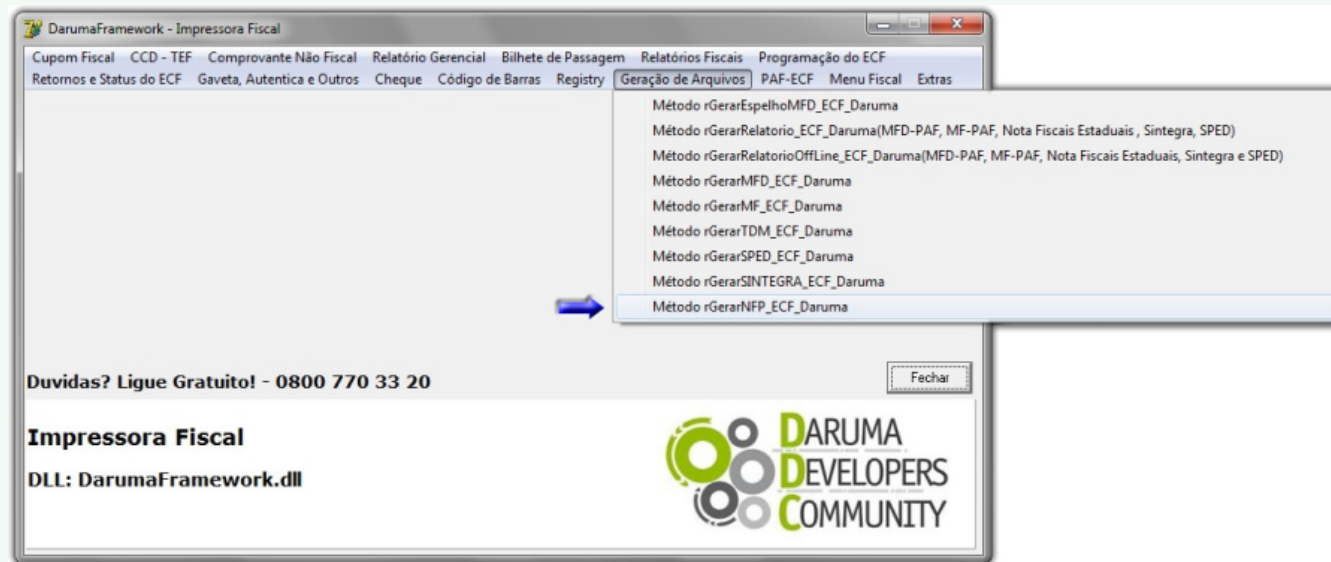 DarumaFramework - Impressora Fiscal
Cupom Fiscal CCD - TEF Comprovante Não Fiscal Relatório Gerencial Bilhete de Passagem Relatórios Fiscais Programação do ECF
Retornos e Status do ECF Gaveta, Autentica e Outros Cheque Código de Barras Registry Geração de Arquivos PAF-ECF Menu Fiscal Extras
Método rGerarEspelhoMFD_ECF_Daruma
Método rGerarRelatorio_ECF_Daruma(MFD-PAF, MF-PAF, Nota Fiscais Estaduais , Sintegra, SPED)
Método rGerarRelatorioOffLine_ECF_Daruma(MFD-PAF, MF-PAF, Nota Fiscais Estaduais, Sintegra e SPED)
Método rGerarMFD_ECF_Daruma
Método rGerarMF_ECF_Daruma
Método rGerarTDM_ECF_Daruma
Método rGerarSPED_ECF_Daruma
Método rGerarSINTEGRA_ECF_Daruma
Método rGerarNFP_ECF_Daruma
Duvidas? Ligue Gratuito! - 0800 770 33 20
Fechar
Impressora Fiscal
DLL: DarumaFramework.dll
DARUMA
DEVELOPERS
COMMUNITY